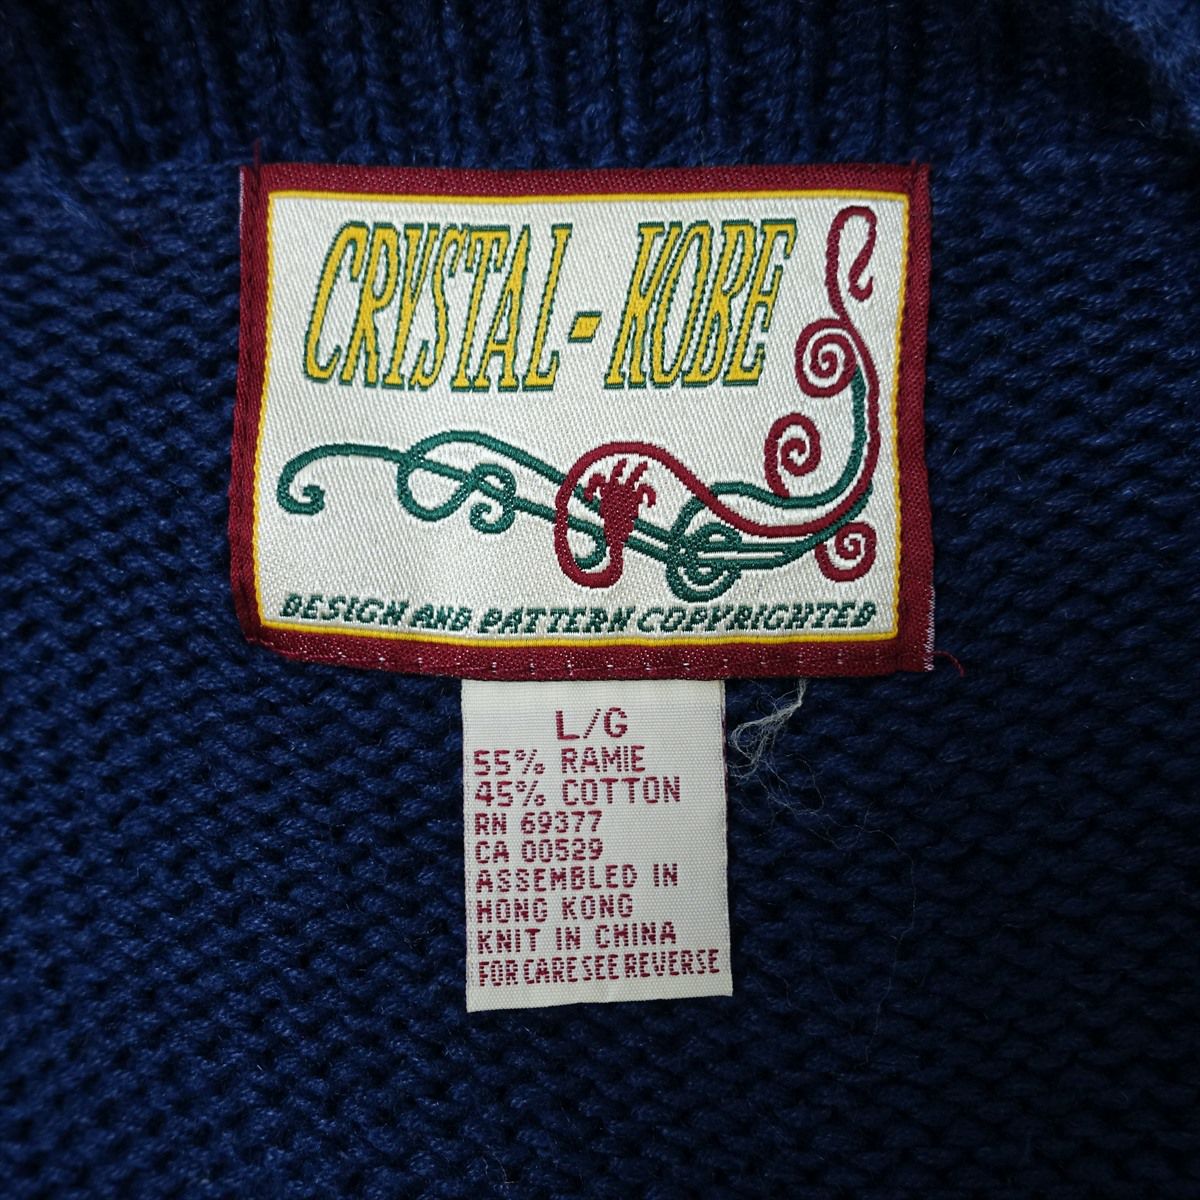 CRYSTAL-KOBE
DESIGN AND PATTERN COPYRIGHTED
L/G
55% RAMIE
45% COTTON
RN 69377
CA 00529
ASSEMBLED IN
HONG KONG
KNIT IN CHINA
FOR CARE SEE REVERSE